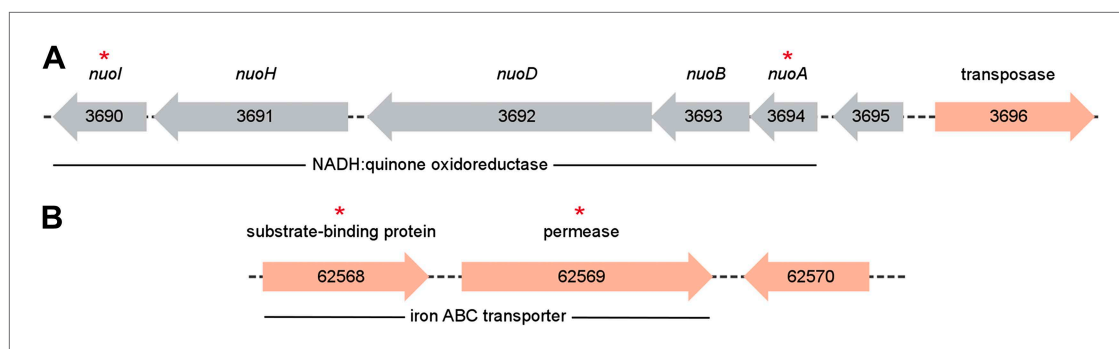 A
* *
nuoI nuoH nuoD nuoB nuoA transposase
3690 3691 3692 3693 3694 3695 3696
NADH:quinone oxidoreductase
B
* *
substrate-binding protein permease
62568 62569 62570
iron ABC transporter